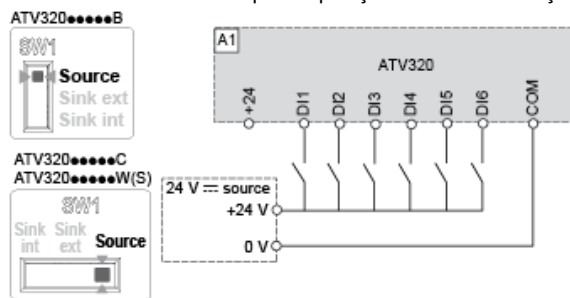 ATV320●●●●●B
SW1
Source
Sink ext
Sink int
ATV320●●●●●C
ATV320●●●●●W(S)
SW1
Sink int
Sink ext
Source
A1
ATV320
+24
DI1
DI2
DI3
DI4
DI5
DI6
COM
24 V ⎓ source
+24 V
0 V